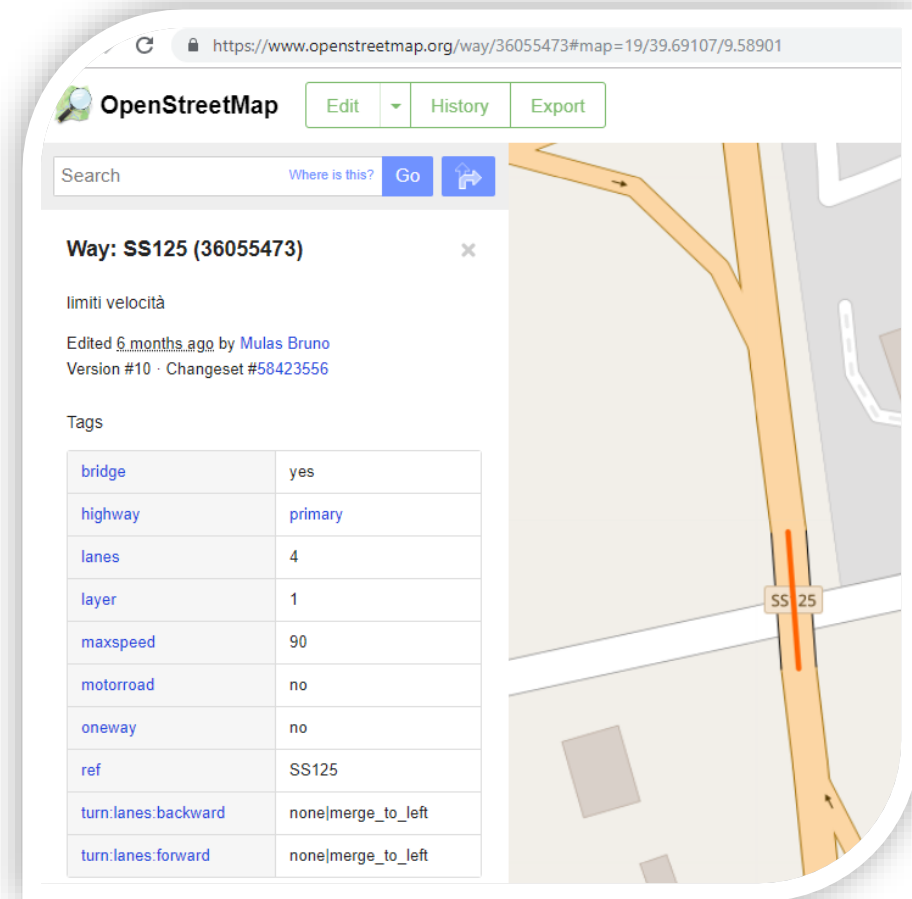 https://www.openstreetmap.org/way/36055473#map=19/39.69107/9.58901
OpenStreetMap Edit History Export
Search Where is this? Go
Way: SS125 (36055473)
limiti velocità
Edited 6 months ago by Mulas Bruno
Version #10 · Changeset #58423556
Tags
bridge yes
highway primary
lanes 4
layer 1
maxspeed 90
motorroad no
oneway no
ref SS125
turn:lanes:backward none|merge_to_left
turn:lanes:forward none|merge_to_left
SS125